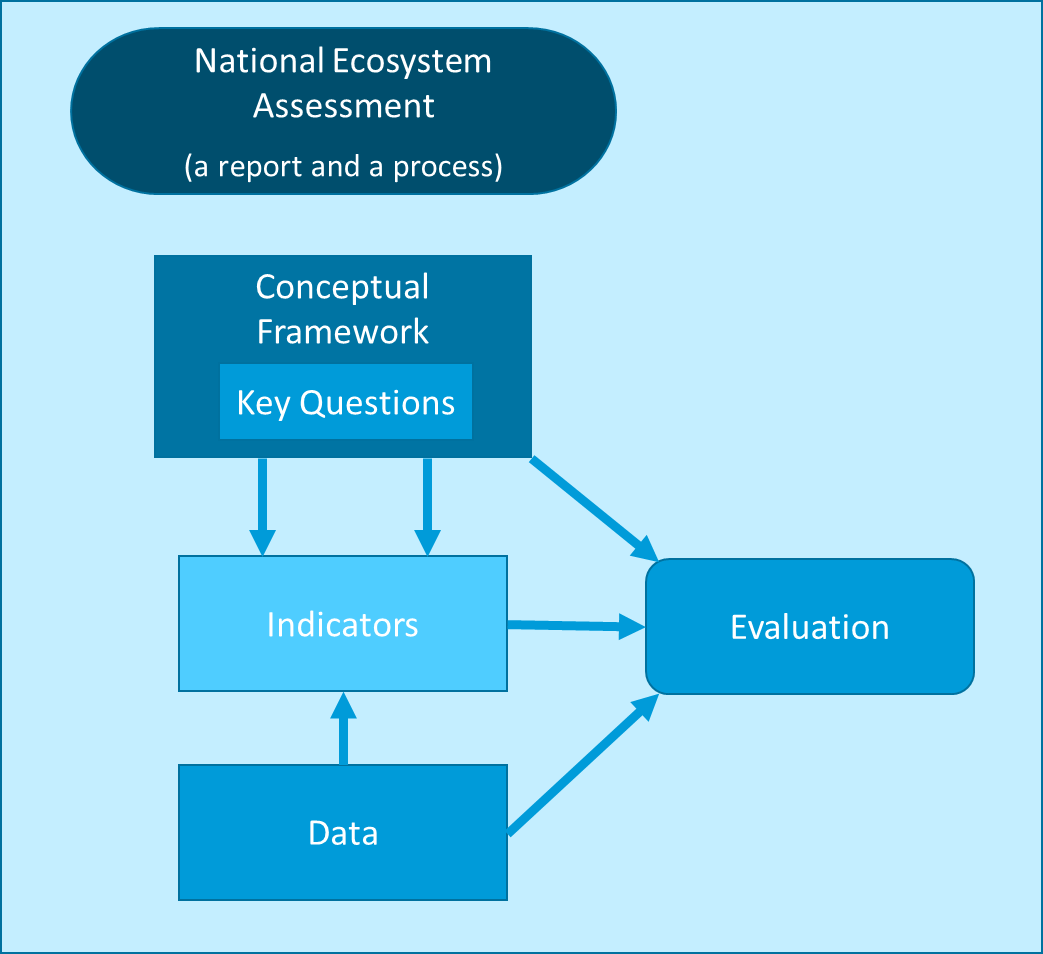 National Ecosystem
Assessment
(a report and a process)
Conceptual
Framework
Key Questions
Indicators
Evaluation
Data